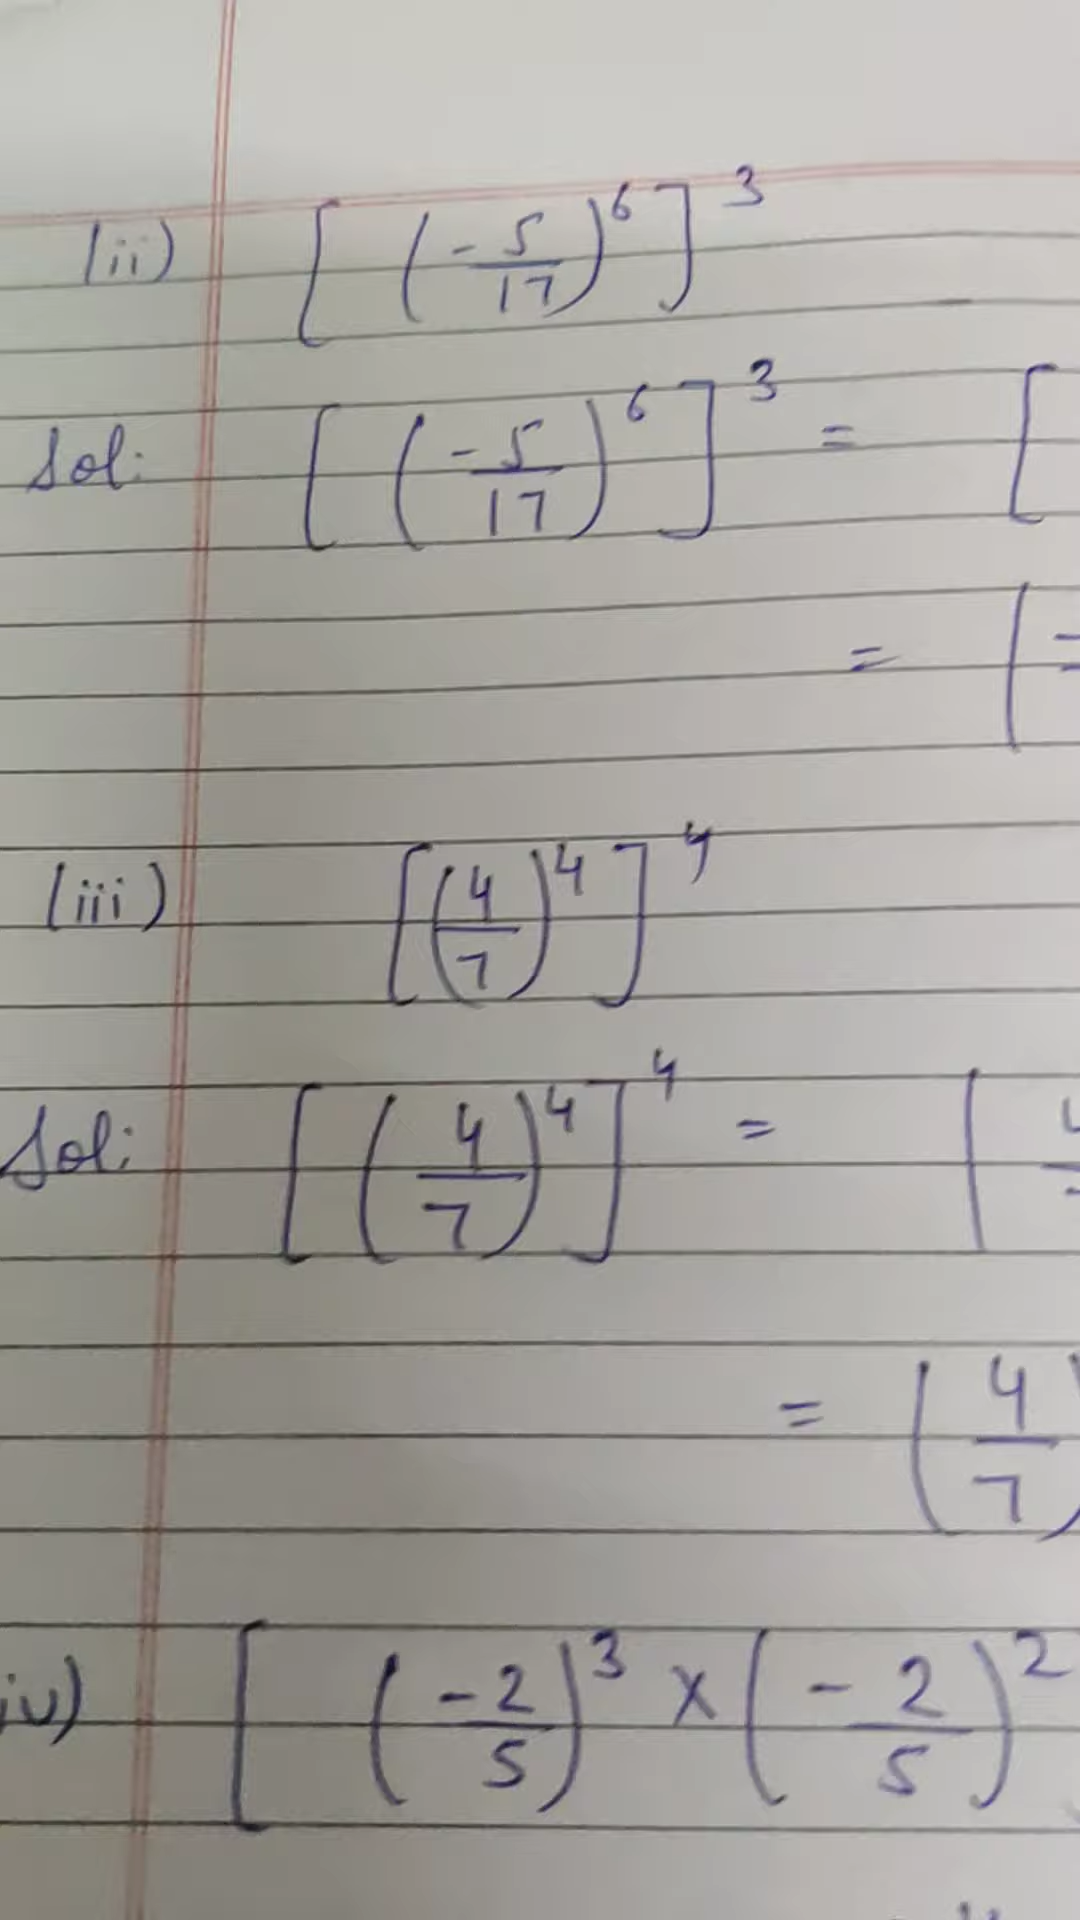 (ii) [(-5/17)^6]^3
Sol: [(-5/17)^6]^3 = [
= (
(iii) [(4/7)^4]^4
Sol: [(4/7)^4]^4 = (
= (4/7)
iv) [(-2/5)^3 × (-2/5)^2